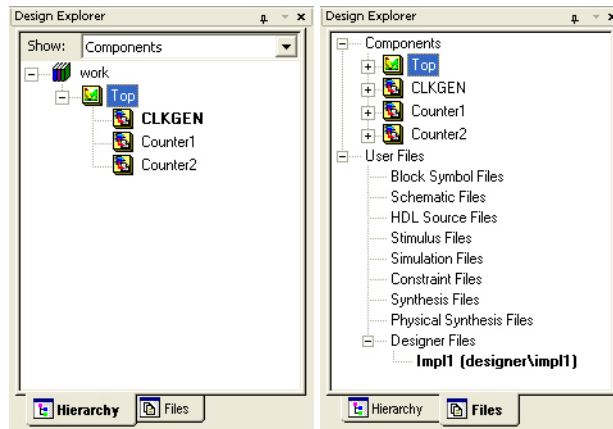 Design Explorer
Show: Components
work
Top
CLKGEN
Counter1
Counter2
Hierarchy Files
Design Explorer
Components
Top
CLKGEN
Counter1
Counter2
User Files
Block Symbol Files
Schematic Files
HDL Source Files
Stimulus Files
Simulation Files
Constraint Files
Synthesis Files
Physical Synthesis Files
Designer Files
Impl1 (designer\impl1)
Hierarchy Files